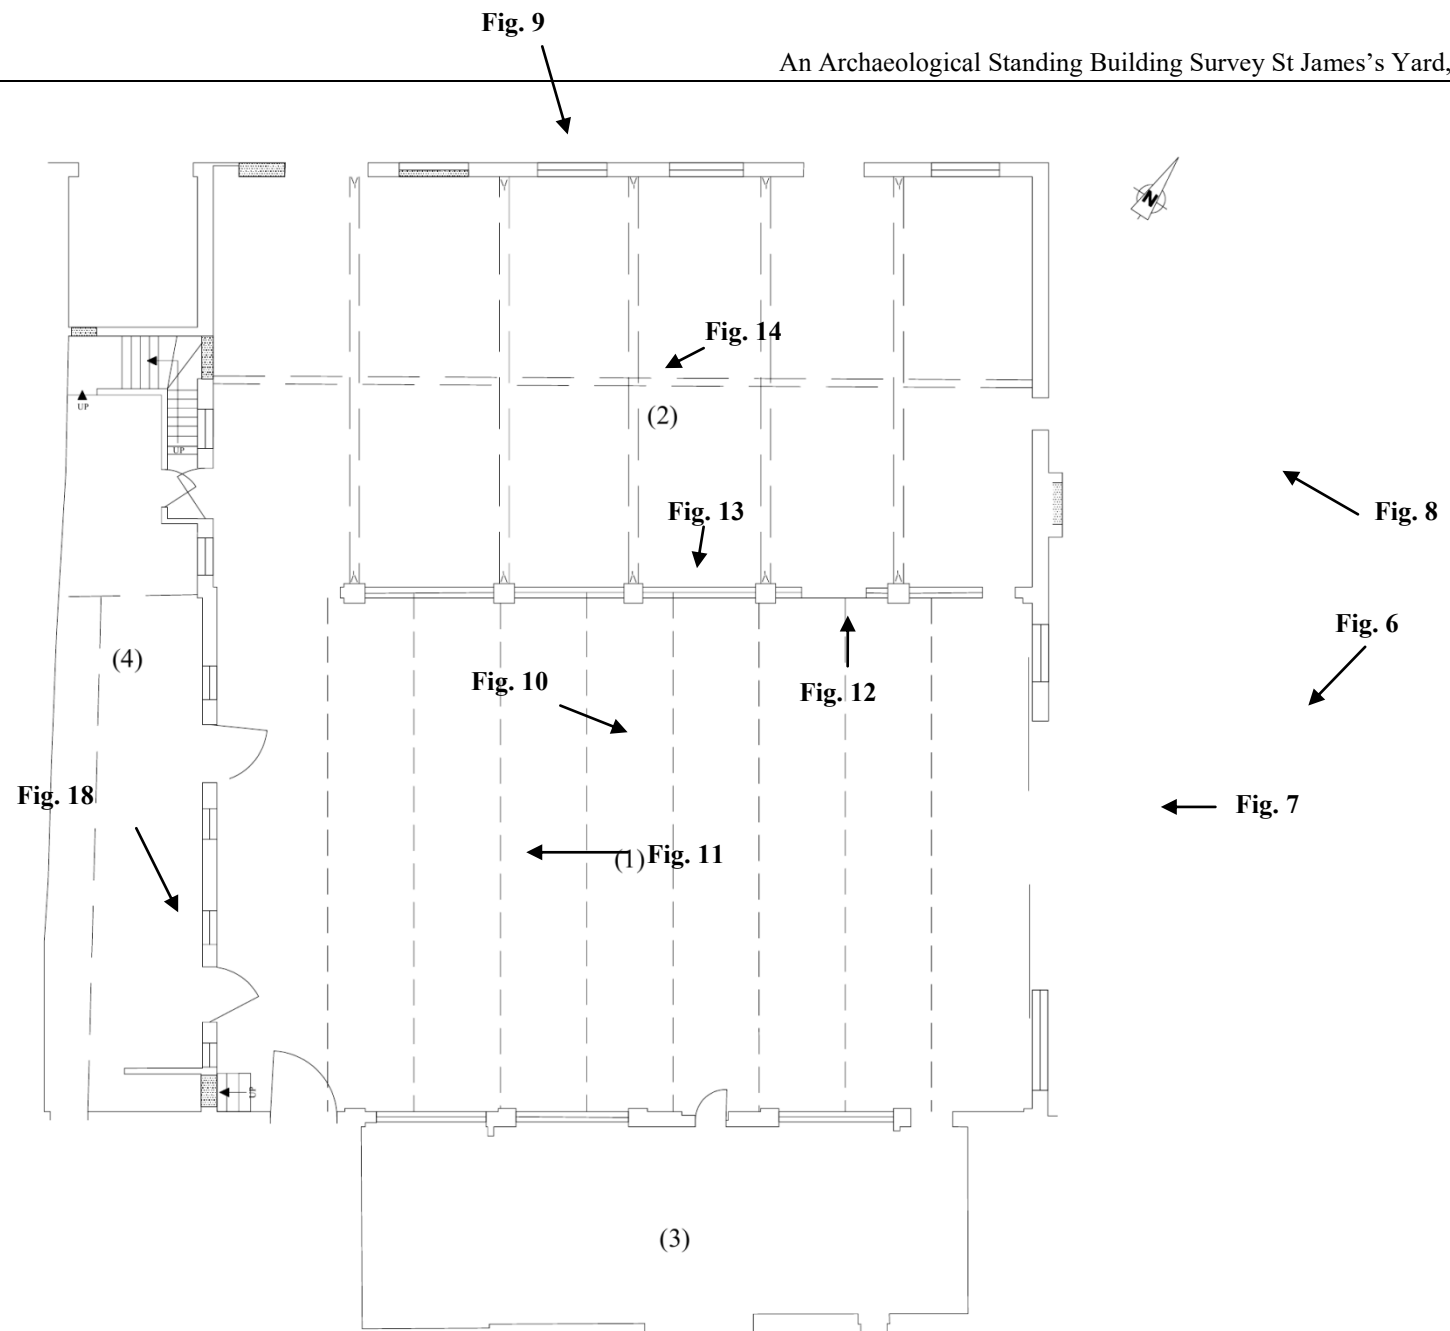 Fig. 9
An Archaeological Standing Building Survey St James’s Yard,
N
Fig. 14
UP
(2)
UP
Fig. 13
Fig. 8
Fig. 6
(4)
Fig. 10
Fig. 12
Fig. 18
Fig. 7
(1) Fig. 11
UP
(3)